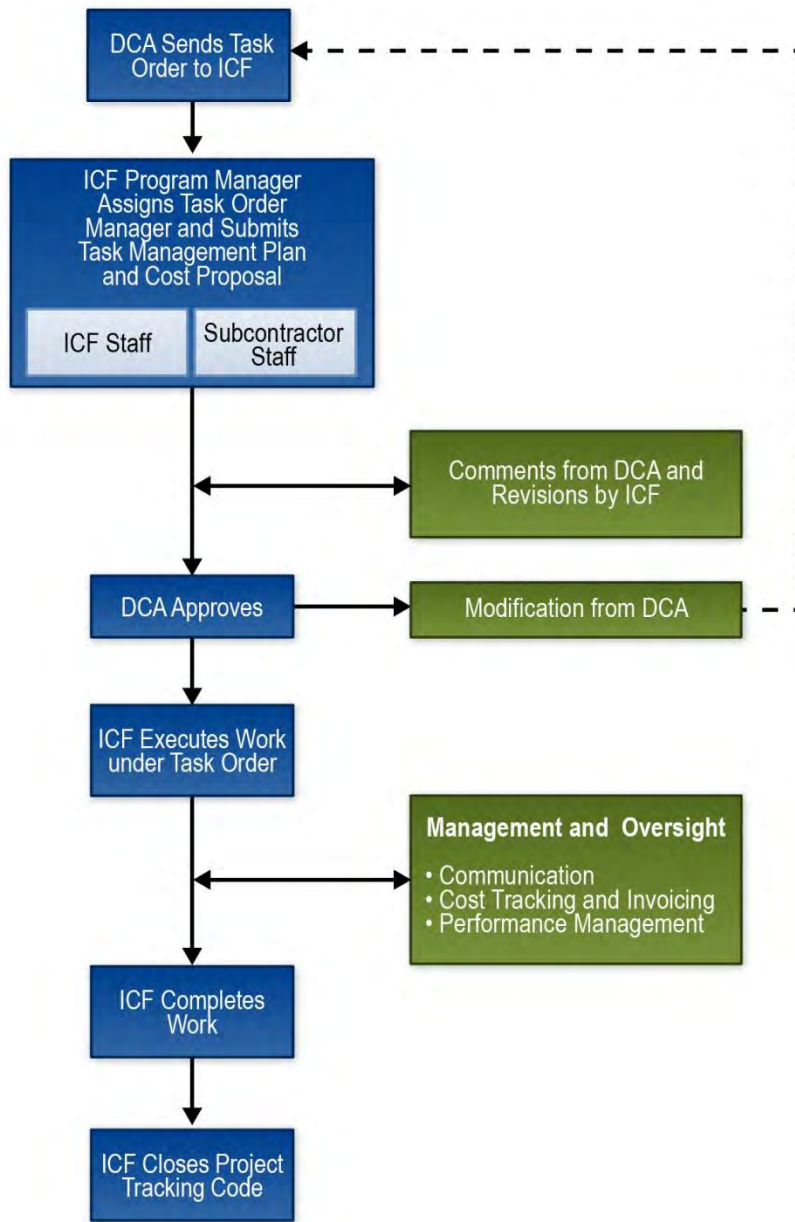 DCA Sends Task
Order to ICF
ICF Program Manager
Assigns Task Order
Manager and Submits
Task Management Plan
and Cost Proposal
ICF Staff
Subcontractor
Staff
Comments from DCA and
Revisions by ICF
DCA Approves
Modification from DCA
ICF Executes Work
under Task Order
Management and Oversight
• Communication
• Cost Tracking and Invoicing
• Performance Management
ICF Completes
Work
ICF Closes Project
Tracking Code